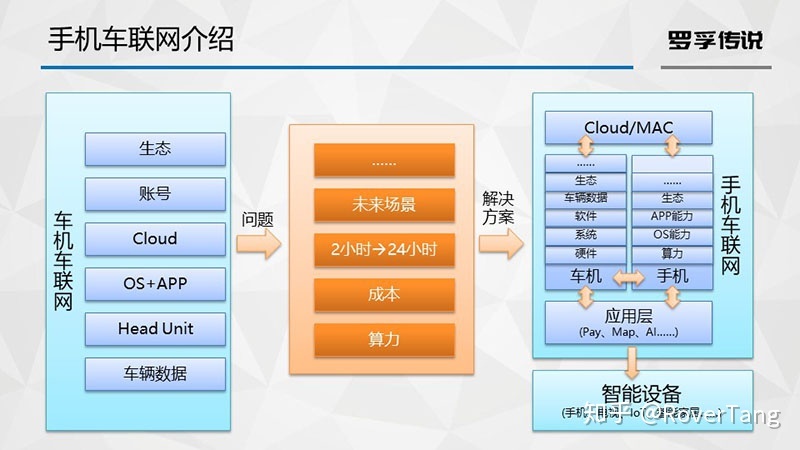 手机车联网介绍
罗孚传说
车机车联网
生态
账号
Cloud
OS+APP
Head Unit
车辆数据
问题
......
未来场景
2小时→24小时
成本
算力
解决
方案
Cloud/MAC
......
生态
车辆数据
软件
系统
硬件
车机
......
生态
APP能力
OS能力
算力
手机
手机车联网
应用层
(Pay、Map、AI......)
智能设备
(手机、电视、IoT、
知乎 @RoverTang